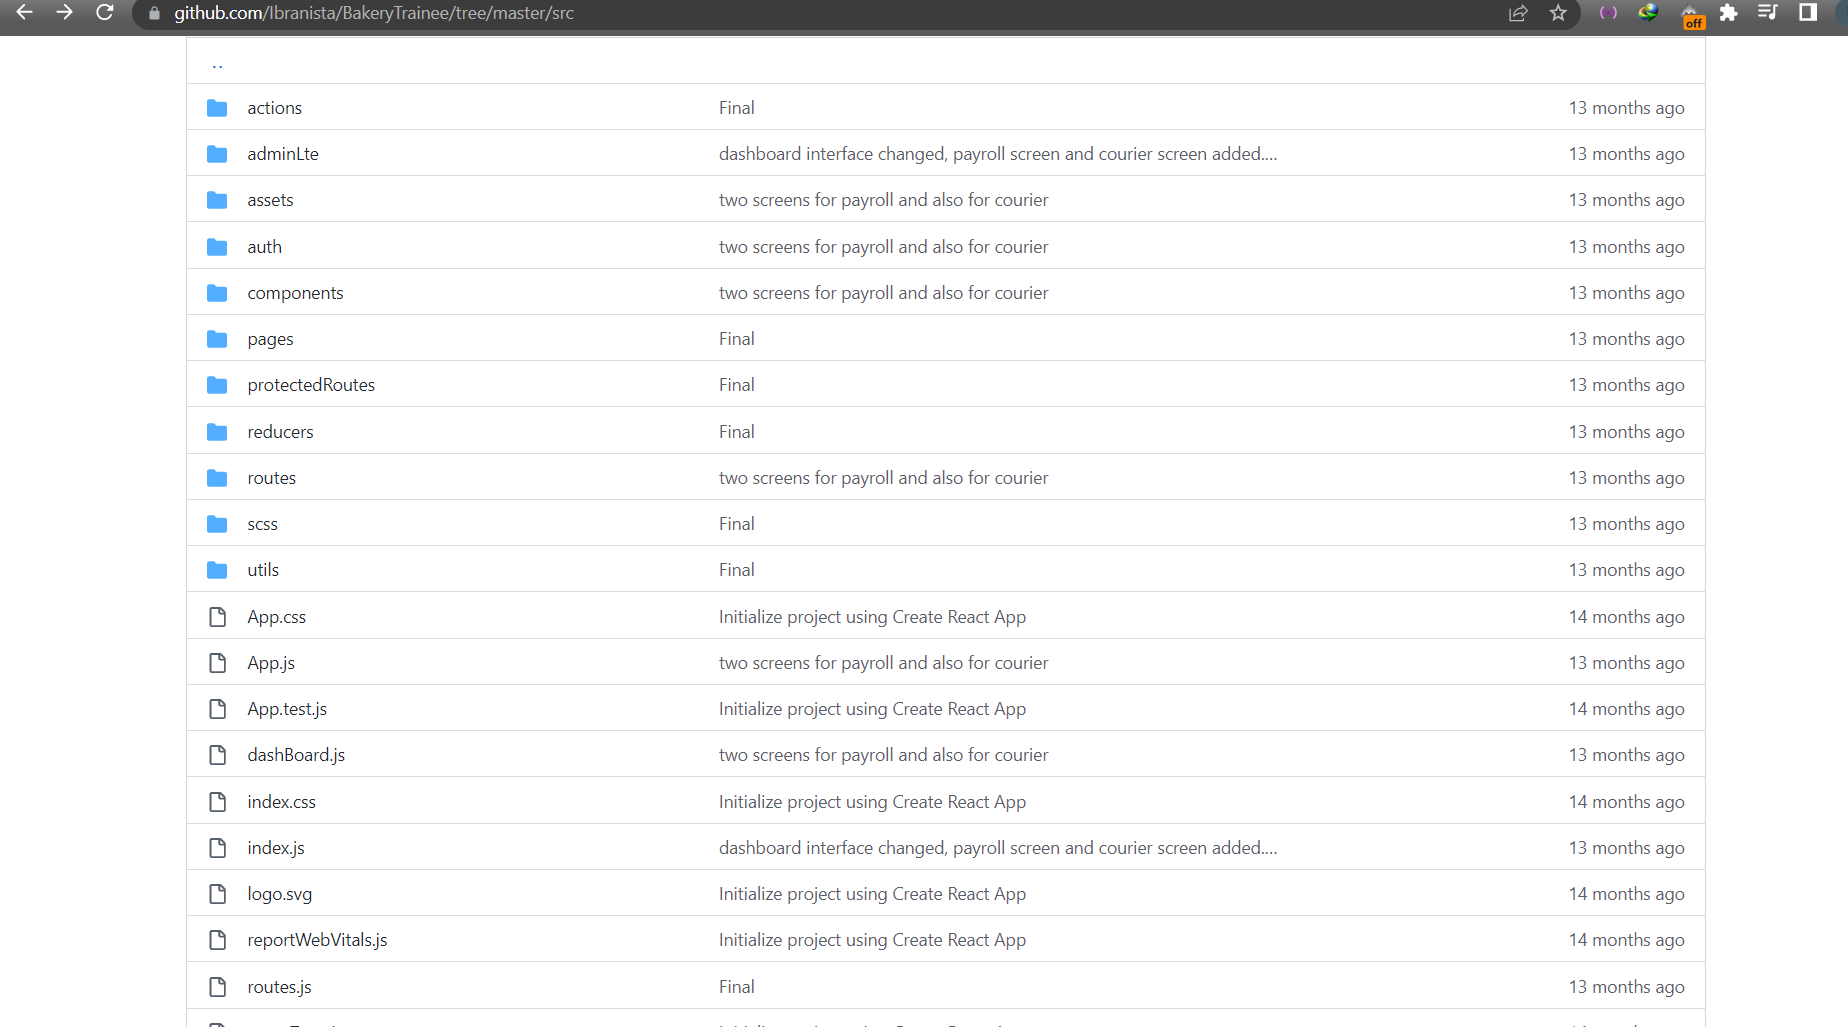 github.com/Ibranista/BakeryTrainee/tree/master/src
off
..
actions Final 13 months ago
adminLte dashboard interface changed, payroll screen and courier screen added.... 13 months ago
assets two screens for payroll and also for courier 13 months ago
auth two screens for payroll and also for courier 13 months ago
components two screens for payroll and also for courier 13 months ago
pages Final 13 months ago
protectedRoutes Final 13 months ago
reducers Final 13 months ago
routes two screens for payroll and also for courier 13 months ago
scss Final 13 months ago
utils Final 13 months ago
App.css Initialize project using Create React App 14 months ago
App.js two screens for payroll and also for courier 13 months ago
App.test.js Initialize project using Create React App 14 months ago
dashBoard.js two screens for payroll and also for courier 13 months ago
index.css Initialize project using Create React App 14 months ago
index.js dashboard interface changed, payroll screen and courier screen added.... 13 months ago
logo.svg Initialize project using Create React App 14 months ago
reportWebVitals.js Initialize project using Create React App 14 months ago
routes.js Final 13 months ago